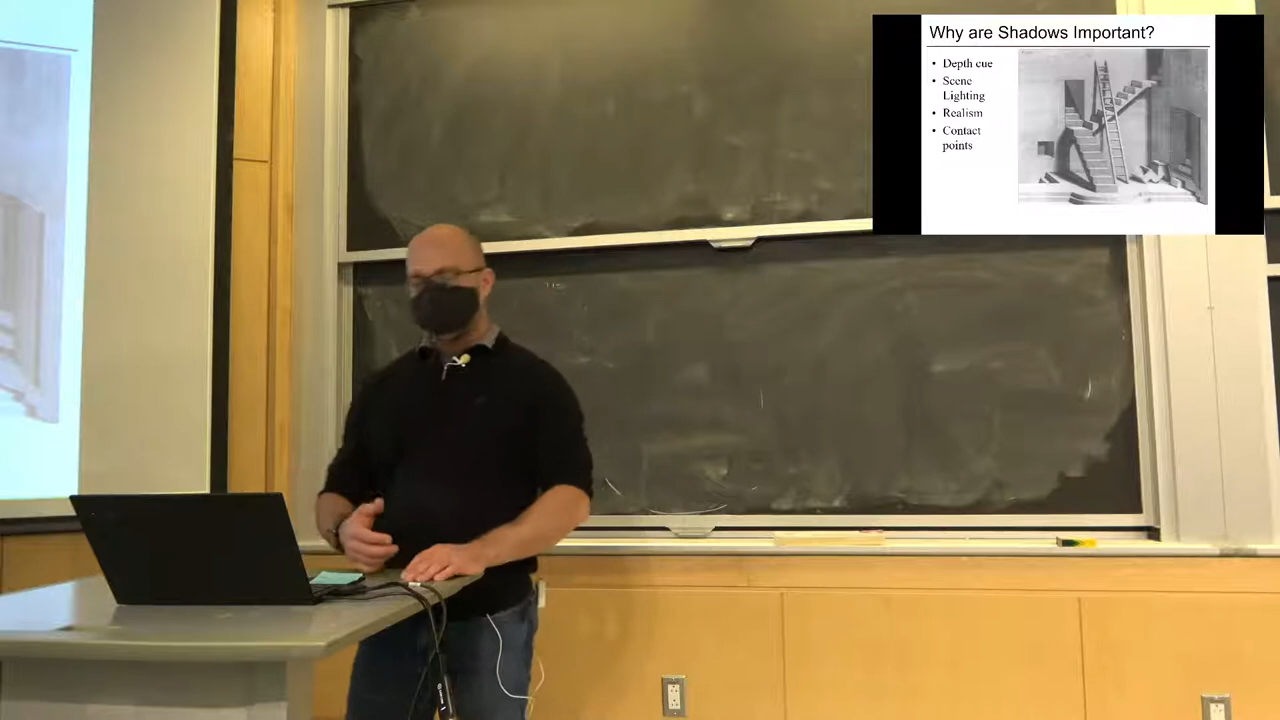 Why are Shadows Important?
• Depth cue
• Scene
Lighting
• Realism
• Contact
points